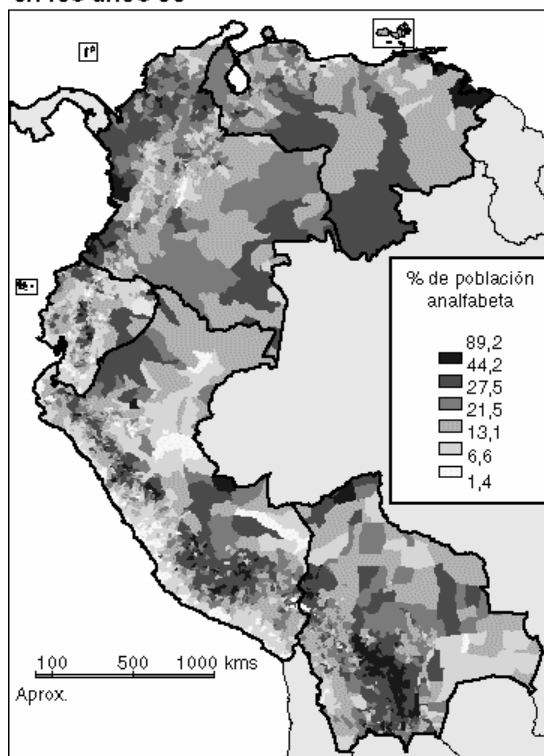 en los años 90
% de población
analfabeta
89,2
44,2
27,5
21,5
13,1
6,6
1,4
100 500 1000 kms
Aprox.